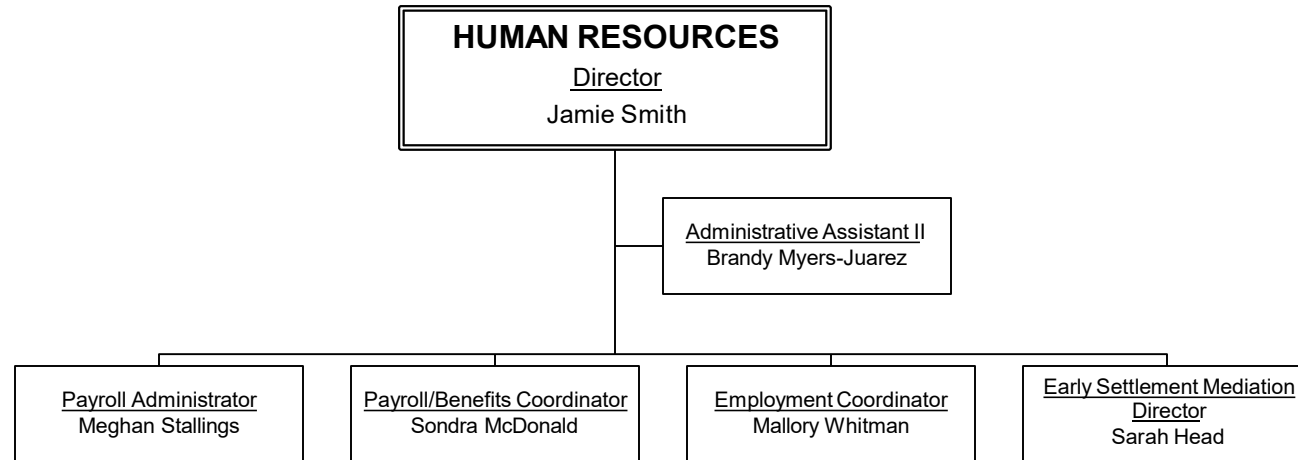 HUMAN RESOURCES
Director
Jamie Smith
Administrative Assistant II
Brandy Myers-Juarez
Payroll Administrator
Meghan Stallings
Payroll/Benefits Coordinator
Sondra McDonald
Employment Coordinator
Mallory Whitman
Early Settlement Mediation
Director
Sarah Head